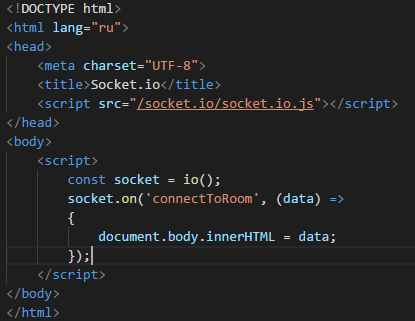 <!DOCTYPE html>
<html lang="ru">
<head>
    <meta charset="UTF-8">
    <title>Socket.io</title>
    <script src="/socket.io/socket.io.js"></script>
</head>
<body>
    <script>
        const socket = io();
        socket.on('connectToRoom', (data) =>
        {
            document.body.innerHTML = data;
        });
    </script>
</body>
</html>